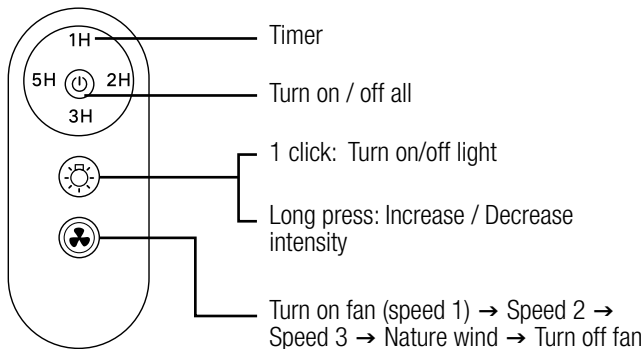 1H
Timer
5H 2H
Turn on / off all
3H
1 click: Turn on/off light
Long press: Increase / Decrease
intensity
Turn on fan (speed 1) → Speed 2 →
Speed 3 → Nature wind → Turn off fan